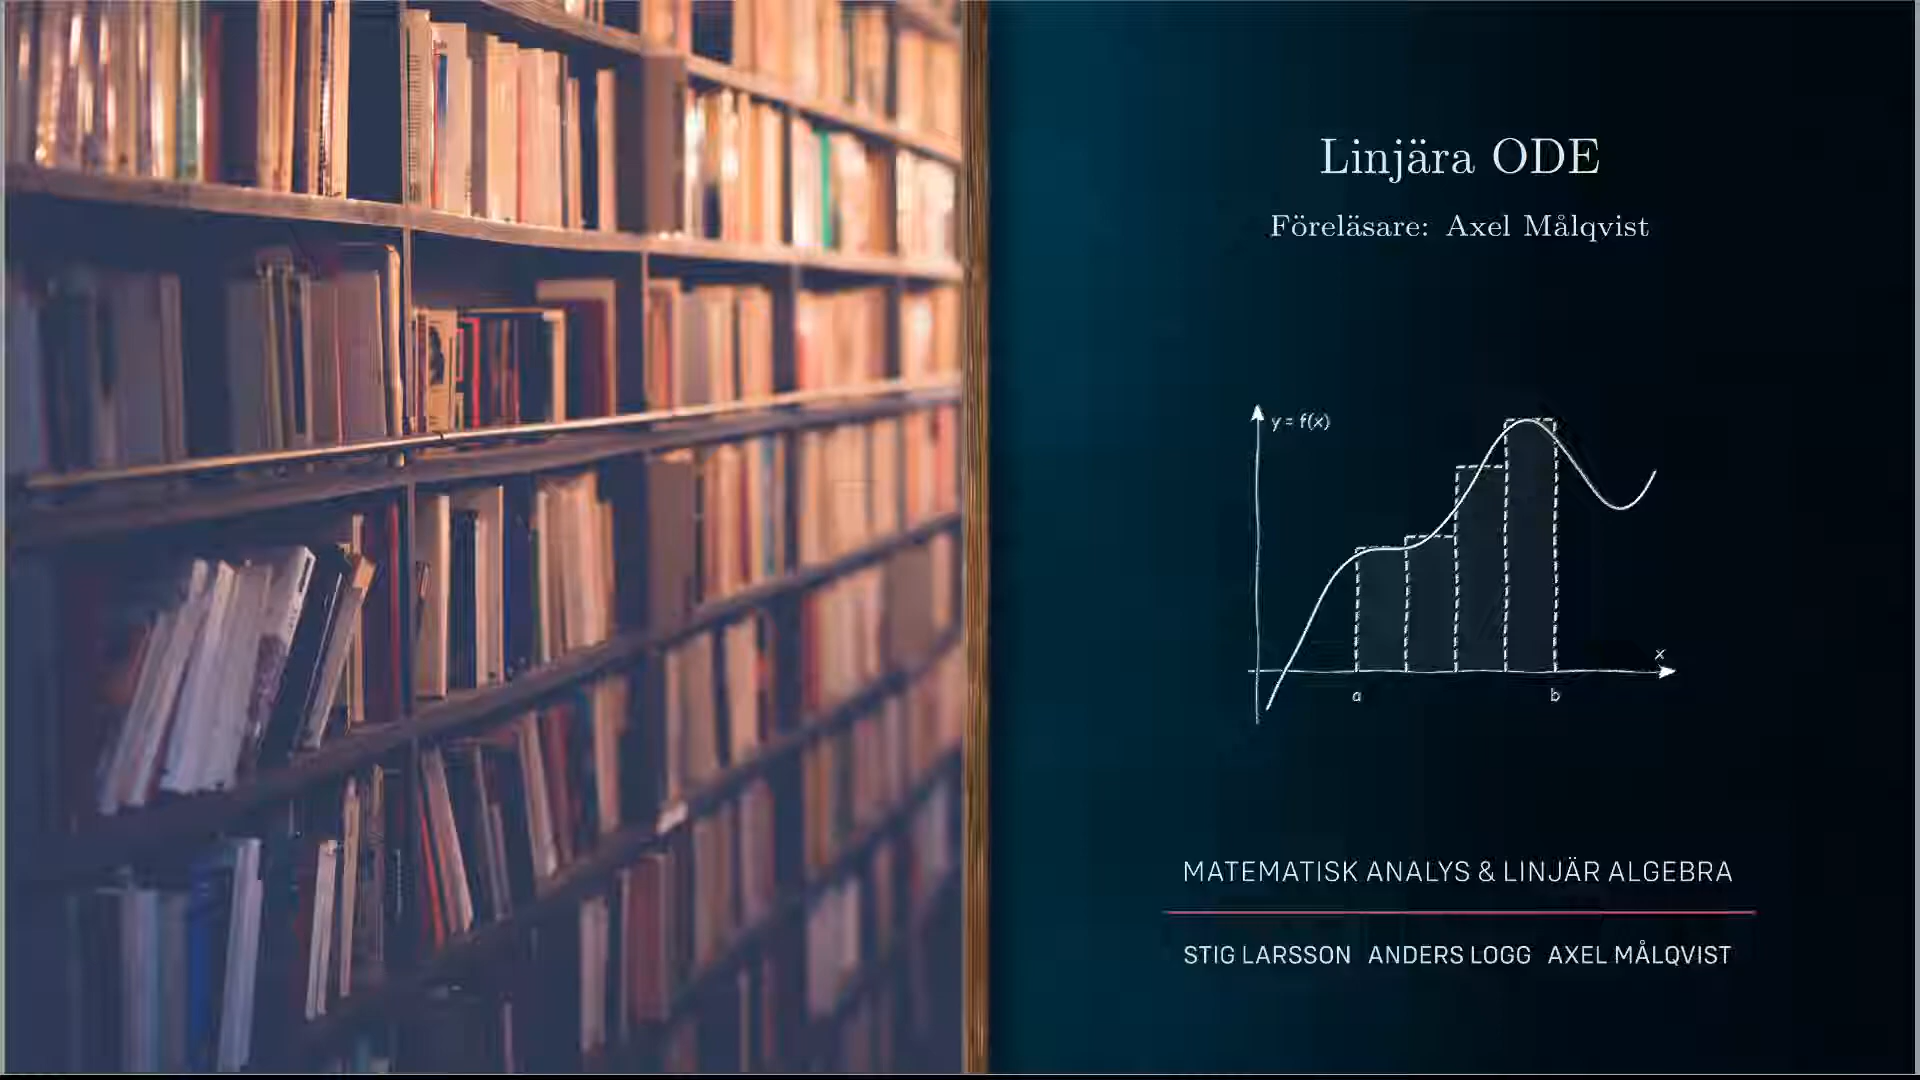 Linjära ODE
Föreläsare: Axel Målqvist
y = f(x)
x
a b
MATEMATISK ANALYS & LINJÄR ALGEBRA
STIG LARSSON ANDERS LOGG AXEL MÅLQVIST